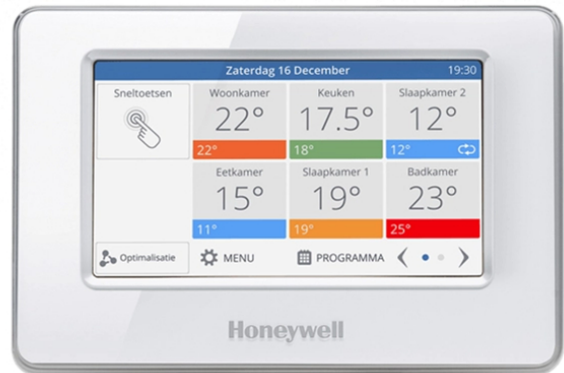 Zaterdag 16 December 19:30
Sneltoetsen
Woonkamer Keuken Slaapkamer 2
22° 17.5° 12°
22° 18° 12°
Eetkamer Slaapkamer 1 Badkamer
15° 19° 23°
11° 19° 25°
Optimalisatie MENU PROGRAMMA
Honeywell